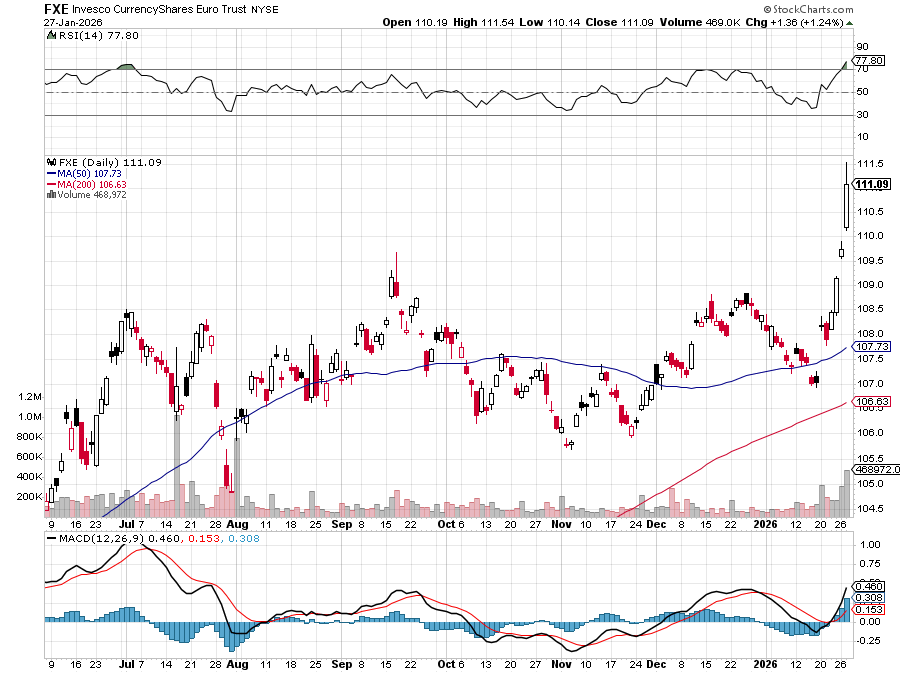 FXE Invesco CurrencyShares Euro Trust NYSE © StockCharts.com
27-Jan-2026 Open 110.19 High 111.54 Low 110.14 Close 111.09 Volume 469.0K Chg +1.36 (+1.24%)
RSI(14) 77.80
90
77.80
70
50
30
10
FXE (Daily) 111.09
MA(50) 107.73
MA(200) 106.63
Volume 468,972
111.5
111.09
110.5
110.0
109.5
109.0
108.5
108.0
107.73
107.5
107.0
106.63
106.5
106.0
105.5
468972.0
105.0
104.5
1.2M
1.0M
800K
600K
400K
200K
9 16 23 Jul 7 14 21 28 Aug 11 18 25 Sep 8 15 22 Oct 6 13 20 27 Nov 10 17 24 Dec 8 15 22 2026 12 20 26
MACD(12,26,9) 0.460, 0.153, 0.308
1.00
0.75
0.460
0.308
0.153
0.00
-0.25
9 16 23 Jul 7 14 21 28 Aug 11 18 25 Sep 8 15 22 Oct 6 13 20 27 Nov 10 17 24 Dec 8 15 22 2026 12 20 26